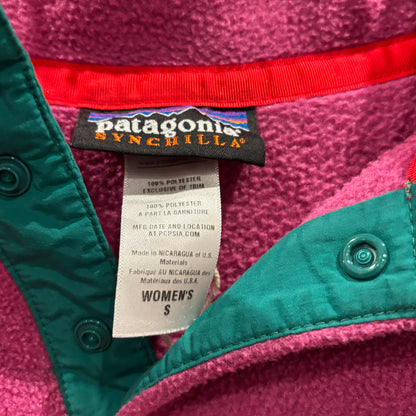 patagonia
SYNCHILLA®
100% POLYESTER
EXCLUSIVE OF TRIM
100% POLYESTER
A PART LA GARNITURE
MFG DATE AND LOCATION
AT PCPSIA.COM
Made in NICARAGUA of U.S.
Materials
Fabriqué AU NICARAGUA des
Matériaux des É.U.A.
WOMEN'S
S